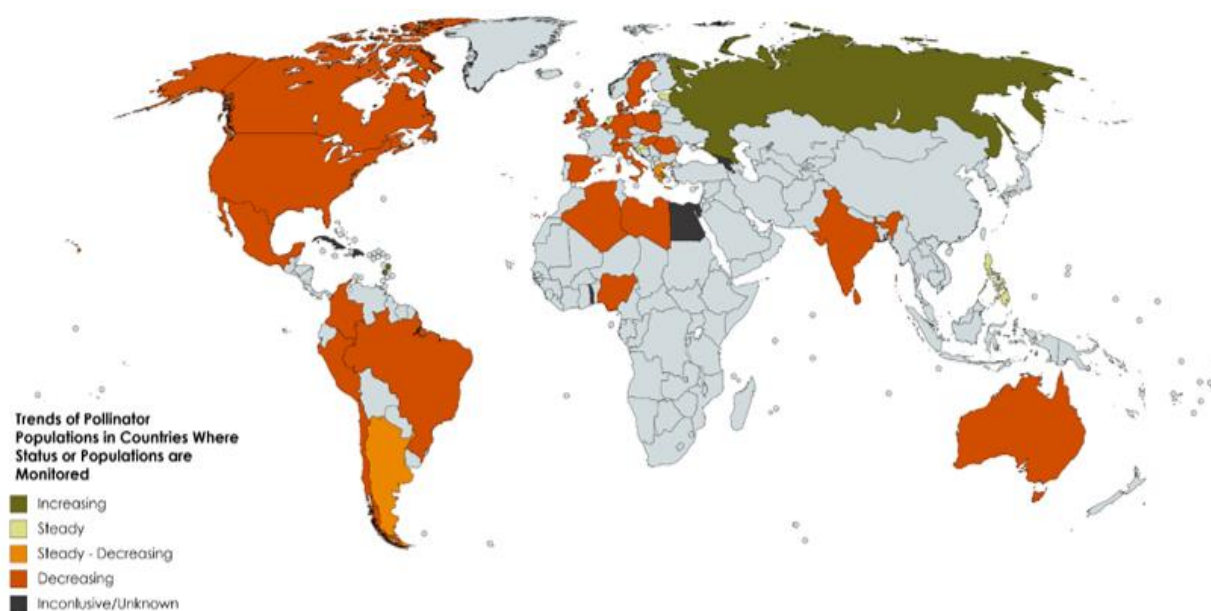 Trends of Pollinator
Populations in Countries Where
Status or Populations are
Monitored
Increasing
Steady
Steady - Decreasing
Decreasing
Inconlusive/Unknown